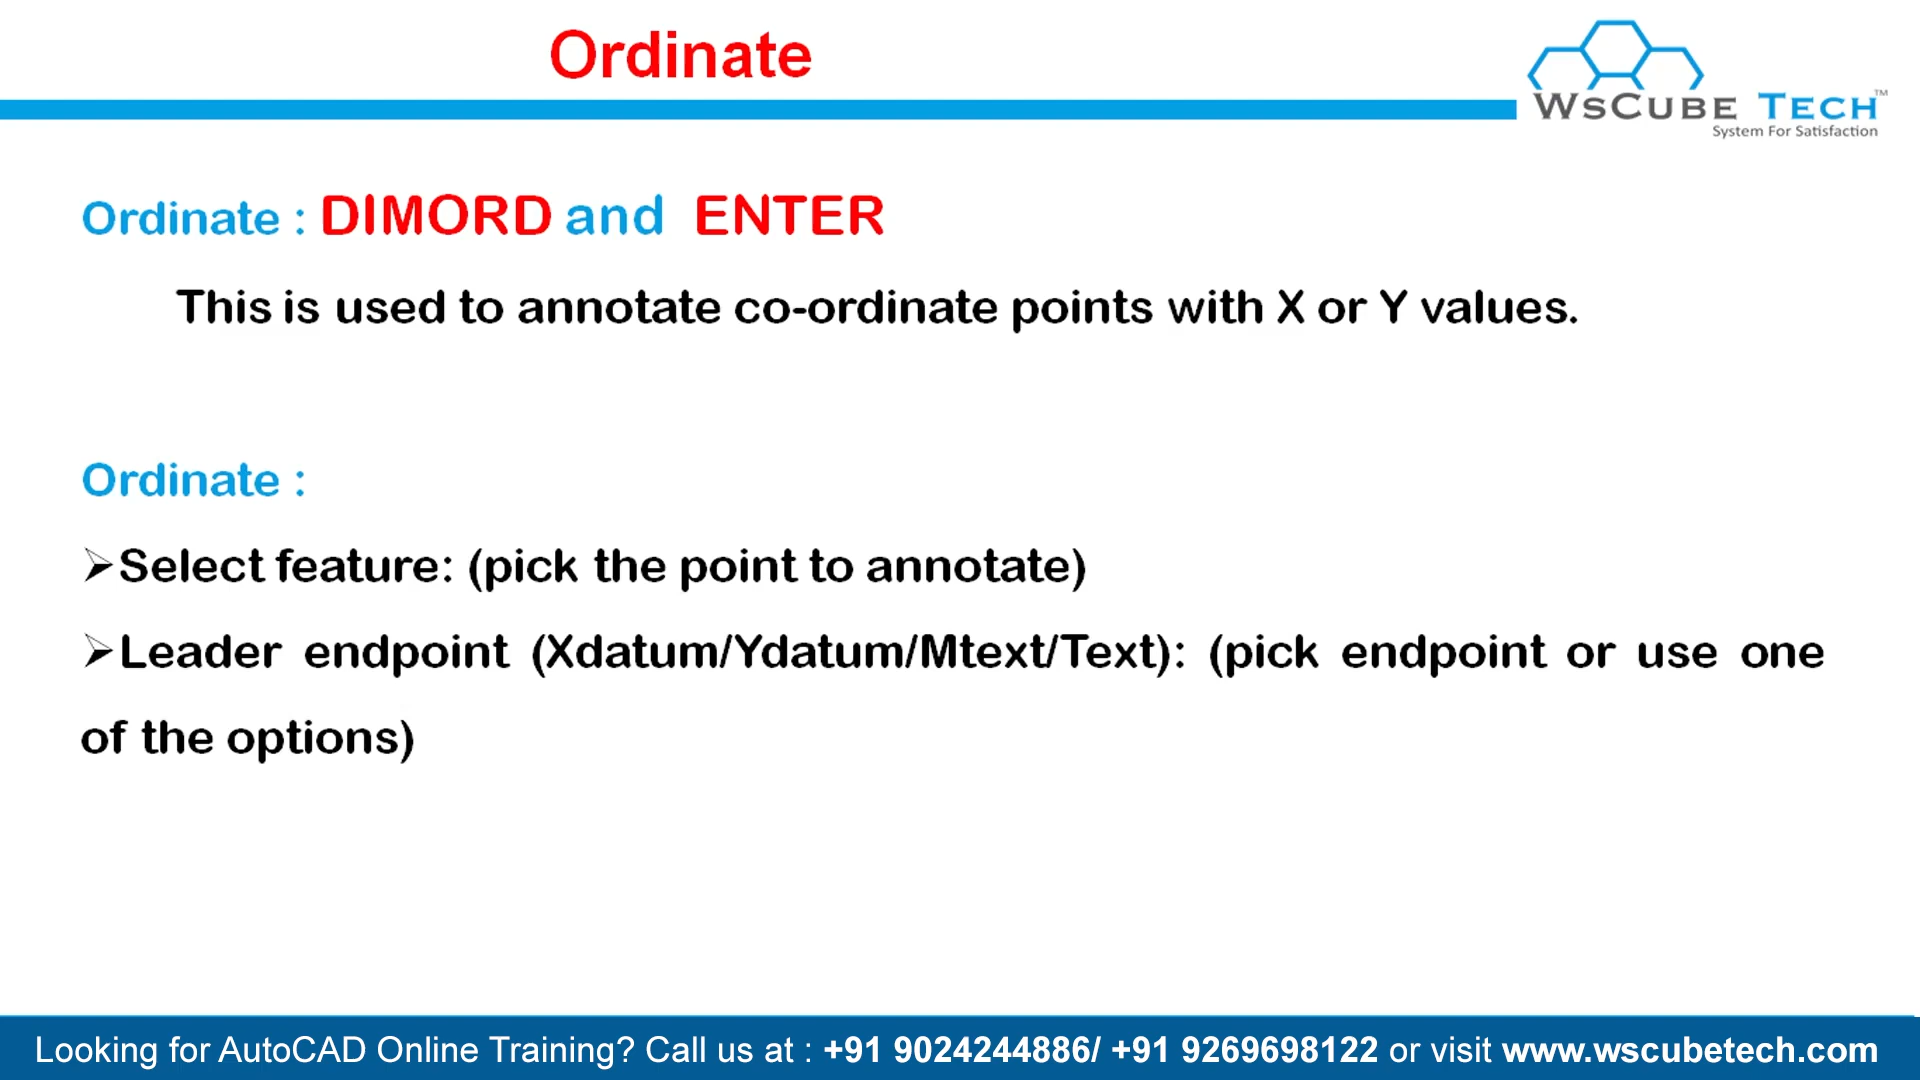 Ordinate
WsCube Tech™
System For Satisfaction
Ordinate : DIMORD and ENTER
This is used to annotate co-ordinate points with X or Y values.
Ordinate :
➢Select feature: (pick the point to annotate)
➢Leader endpoint (Xdatum/Ydatum/Mtext/Text): (pick endpoint or use one
of the options)
Looking for AutoCAD Online Training? Call us at : +91 9024244886/ +91 9269698122 or visit www.wscubetech.com